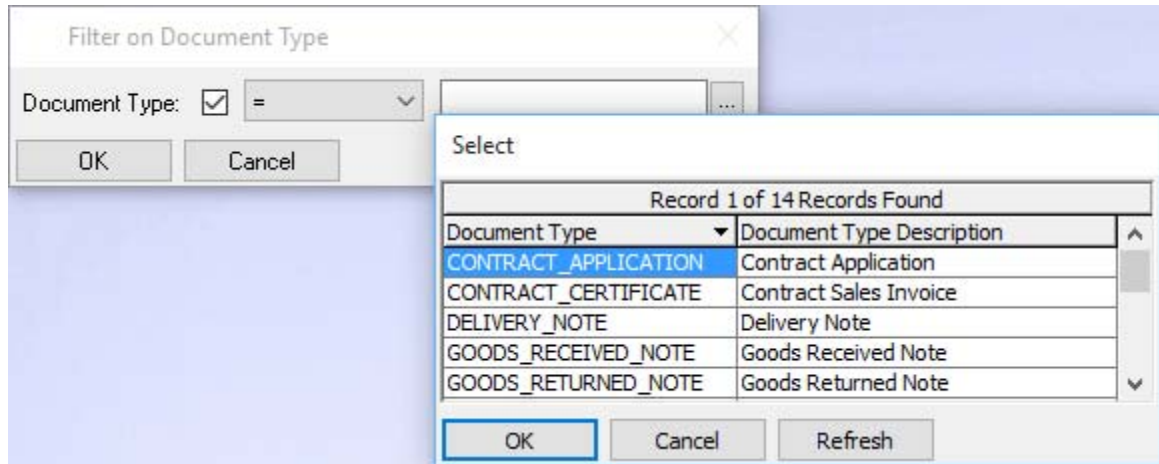 Filter on Document Type
Document Type: =
...
OK Cancel
Select
Record 1 of 14 Records Found
Document Type Document Type Description
CONTRACT_APPLICATION Contract Application
CONTRACT_CERTIFICATE Contract Sales Invoice
DELIVERY_NOTE Delivery Note
GOODS_RECEIVED_NOTE Goods Received Note
GOODS_RETURNED_NOTE Goods Returned Note
OK Cancel Refresh